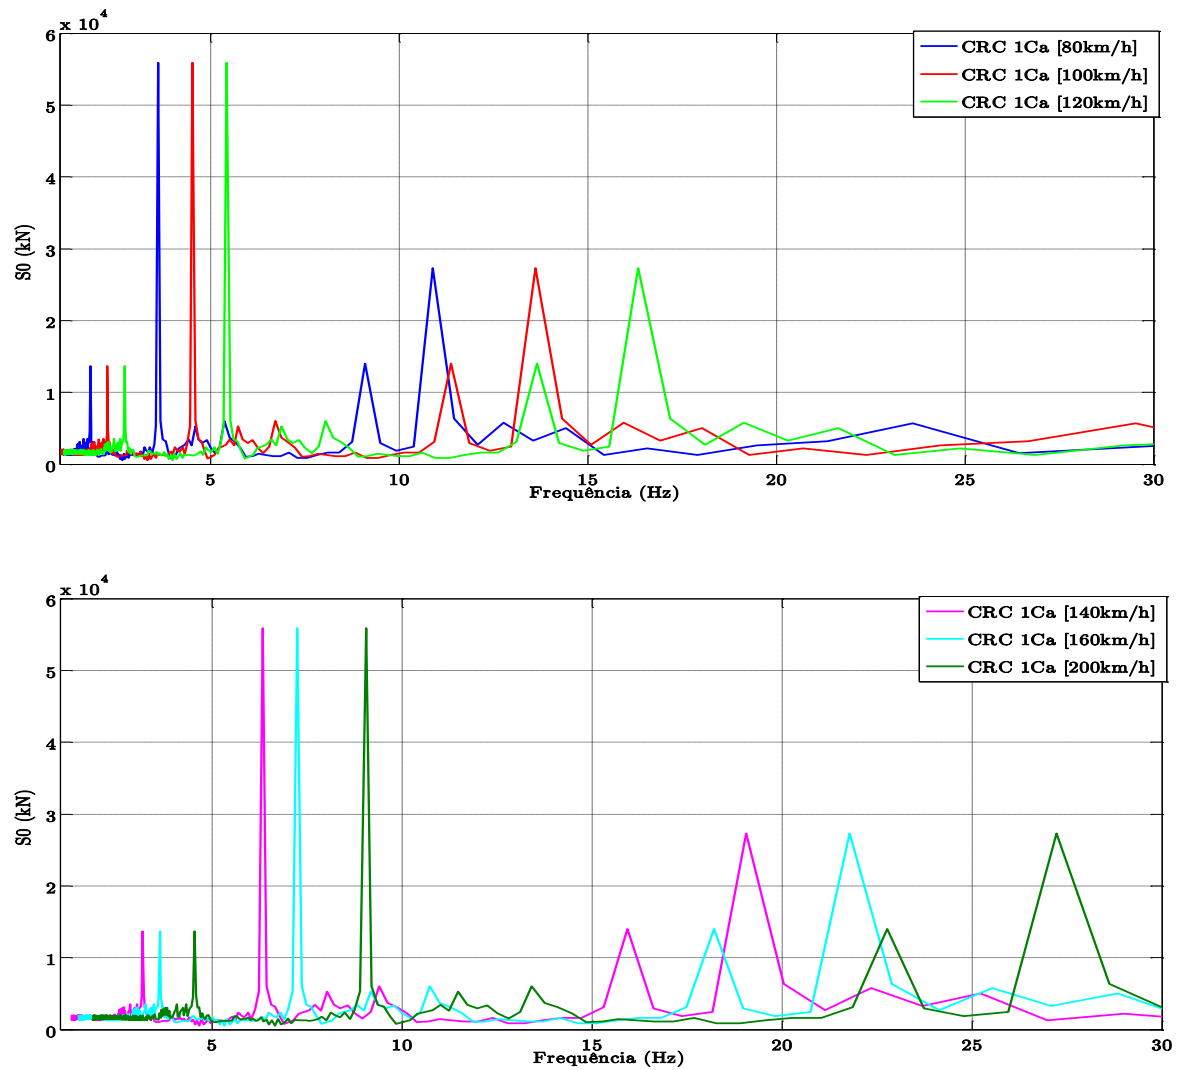 x 10^4
6
5
4
3
2
1
0
S0 (kN)
5 10 15 20 25 30
Frequência (Hz)
CRC 1Ca [80km/h]
CRC 1Ca [100km/h]
CRC 1Ca [120km/h]
x 10^4
6
5
4
3
2
1
0
S0 (kN)
5 10 15 20 25 30
Frequência (Hz)
CRC 1Ca [140km/h]
CRC 1Ca [160km/h]
CRC 1Ca [200km/h]